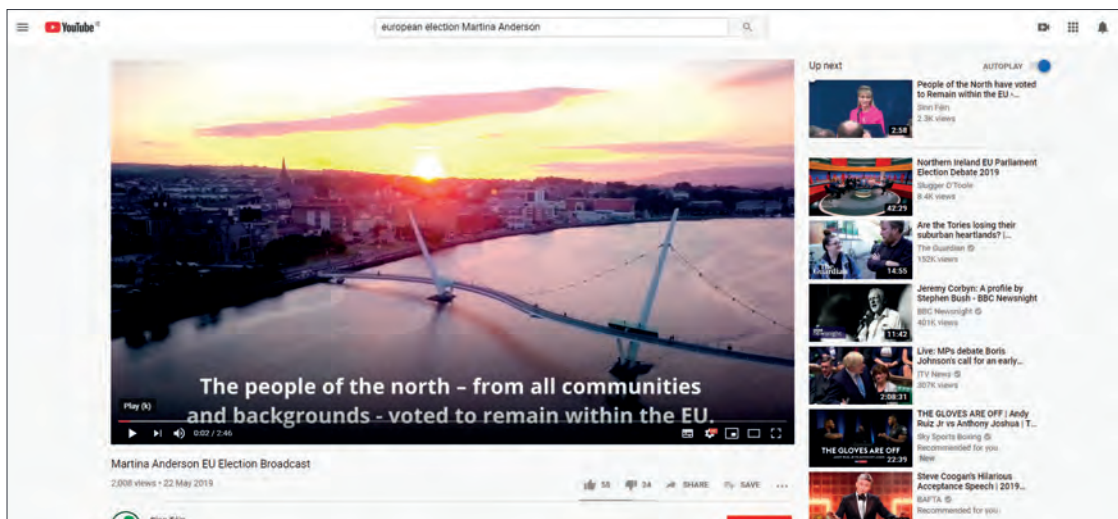 YouTube
european election Martina Anderson
The people of the north – from all communities
and backgrounds - voted to remain within the EU.
Play (k)
0:02 / 2:46
Martina Anderson EU Election Broadcast
2,008 views • 22 May 2019
58 34 SHARE SAVE
Up next
AUTOPLAY
2:58
People of the North have voted
to Remain within the EU -...
Sinn Féin
2.3K views
42:29
Northern Ireland EU Parliament
Election Debate 2019
Slugger O'Toole
8.4K views
The
Guardian
14:55
Are the Tories losing their
suburban heartlands? |...
The Guardian
152K views
11:42
Jeremy Corbyn: A profile by
Stephen Bush - BBC Newsnight
BBC Newsnight
401K views
2:08:31
Live: MPs debate Boris
Johnson's call for an early...
ITV News
307K views
THE GLOVES ARE OFF
22:39
THE GLOVES ARE OFF | Andy
Ruiz Jr vs Anthony Joshua | T...
Sky Sports Boxing
Recommended for you
New
Steve Coogan's Hilarious
Acceptance Speech | 2019...
BAFTA
Recommended for you